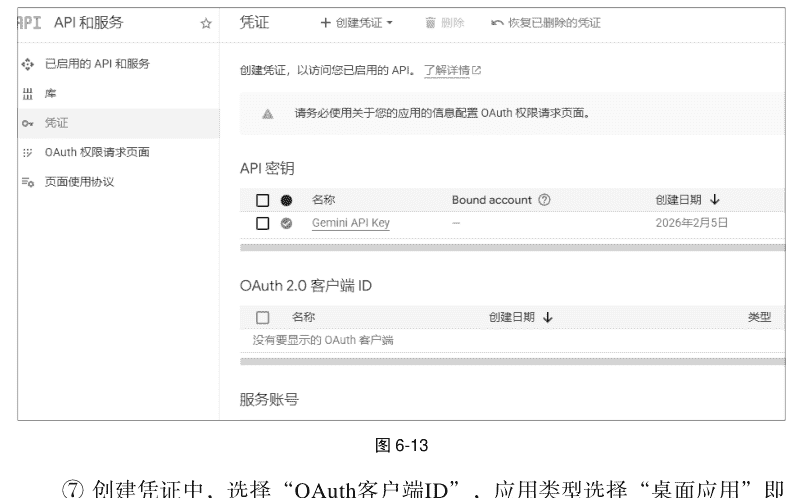 API API 和服务
凭证 + 创建凭证 删除 恢复已删除的凭证
已启用的 API 和服务
库
凭证
OAuth 权限请求页面
页面使用协议
创建凭证，以访问您已启用的 API。 了解详情
请务必使用关于您的应用的信息配置 OAuth 权限请求页面。
API 密钥
名称 Bound account 创建日期
Gemini API Key — 2026年2月5日
OAuth 2.0 客户端 ID
名称 创建日期 类型
没有要显示的 OAuth 客户端
服务账号
图 6-13
⑦ 创建凭证中，选择“OAuth客户端ID”，应用类型选择“桌面应用”即